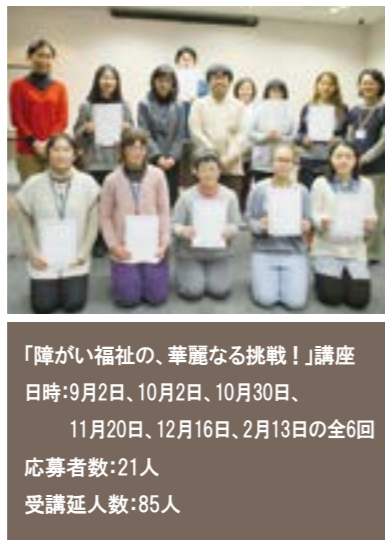 「障がい福祉の、華麗なる挑戦！」講座
日時：9月2日、10月2日、10月30日、
11月20日、12月16日、2月13日の全6回
応募者数：21人
受講延人数：85人